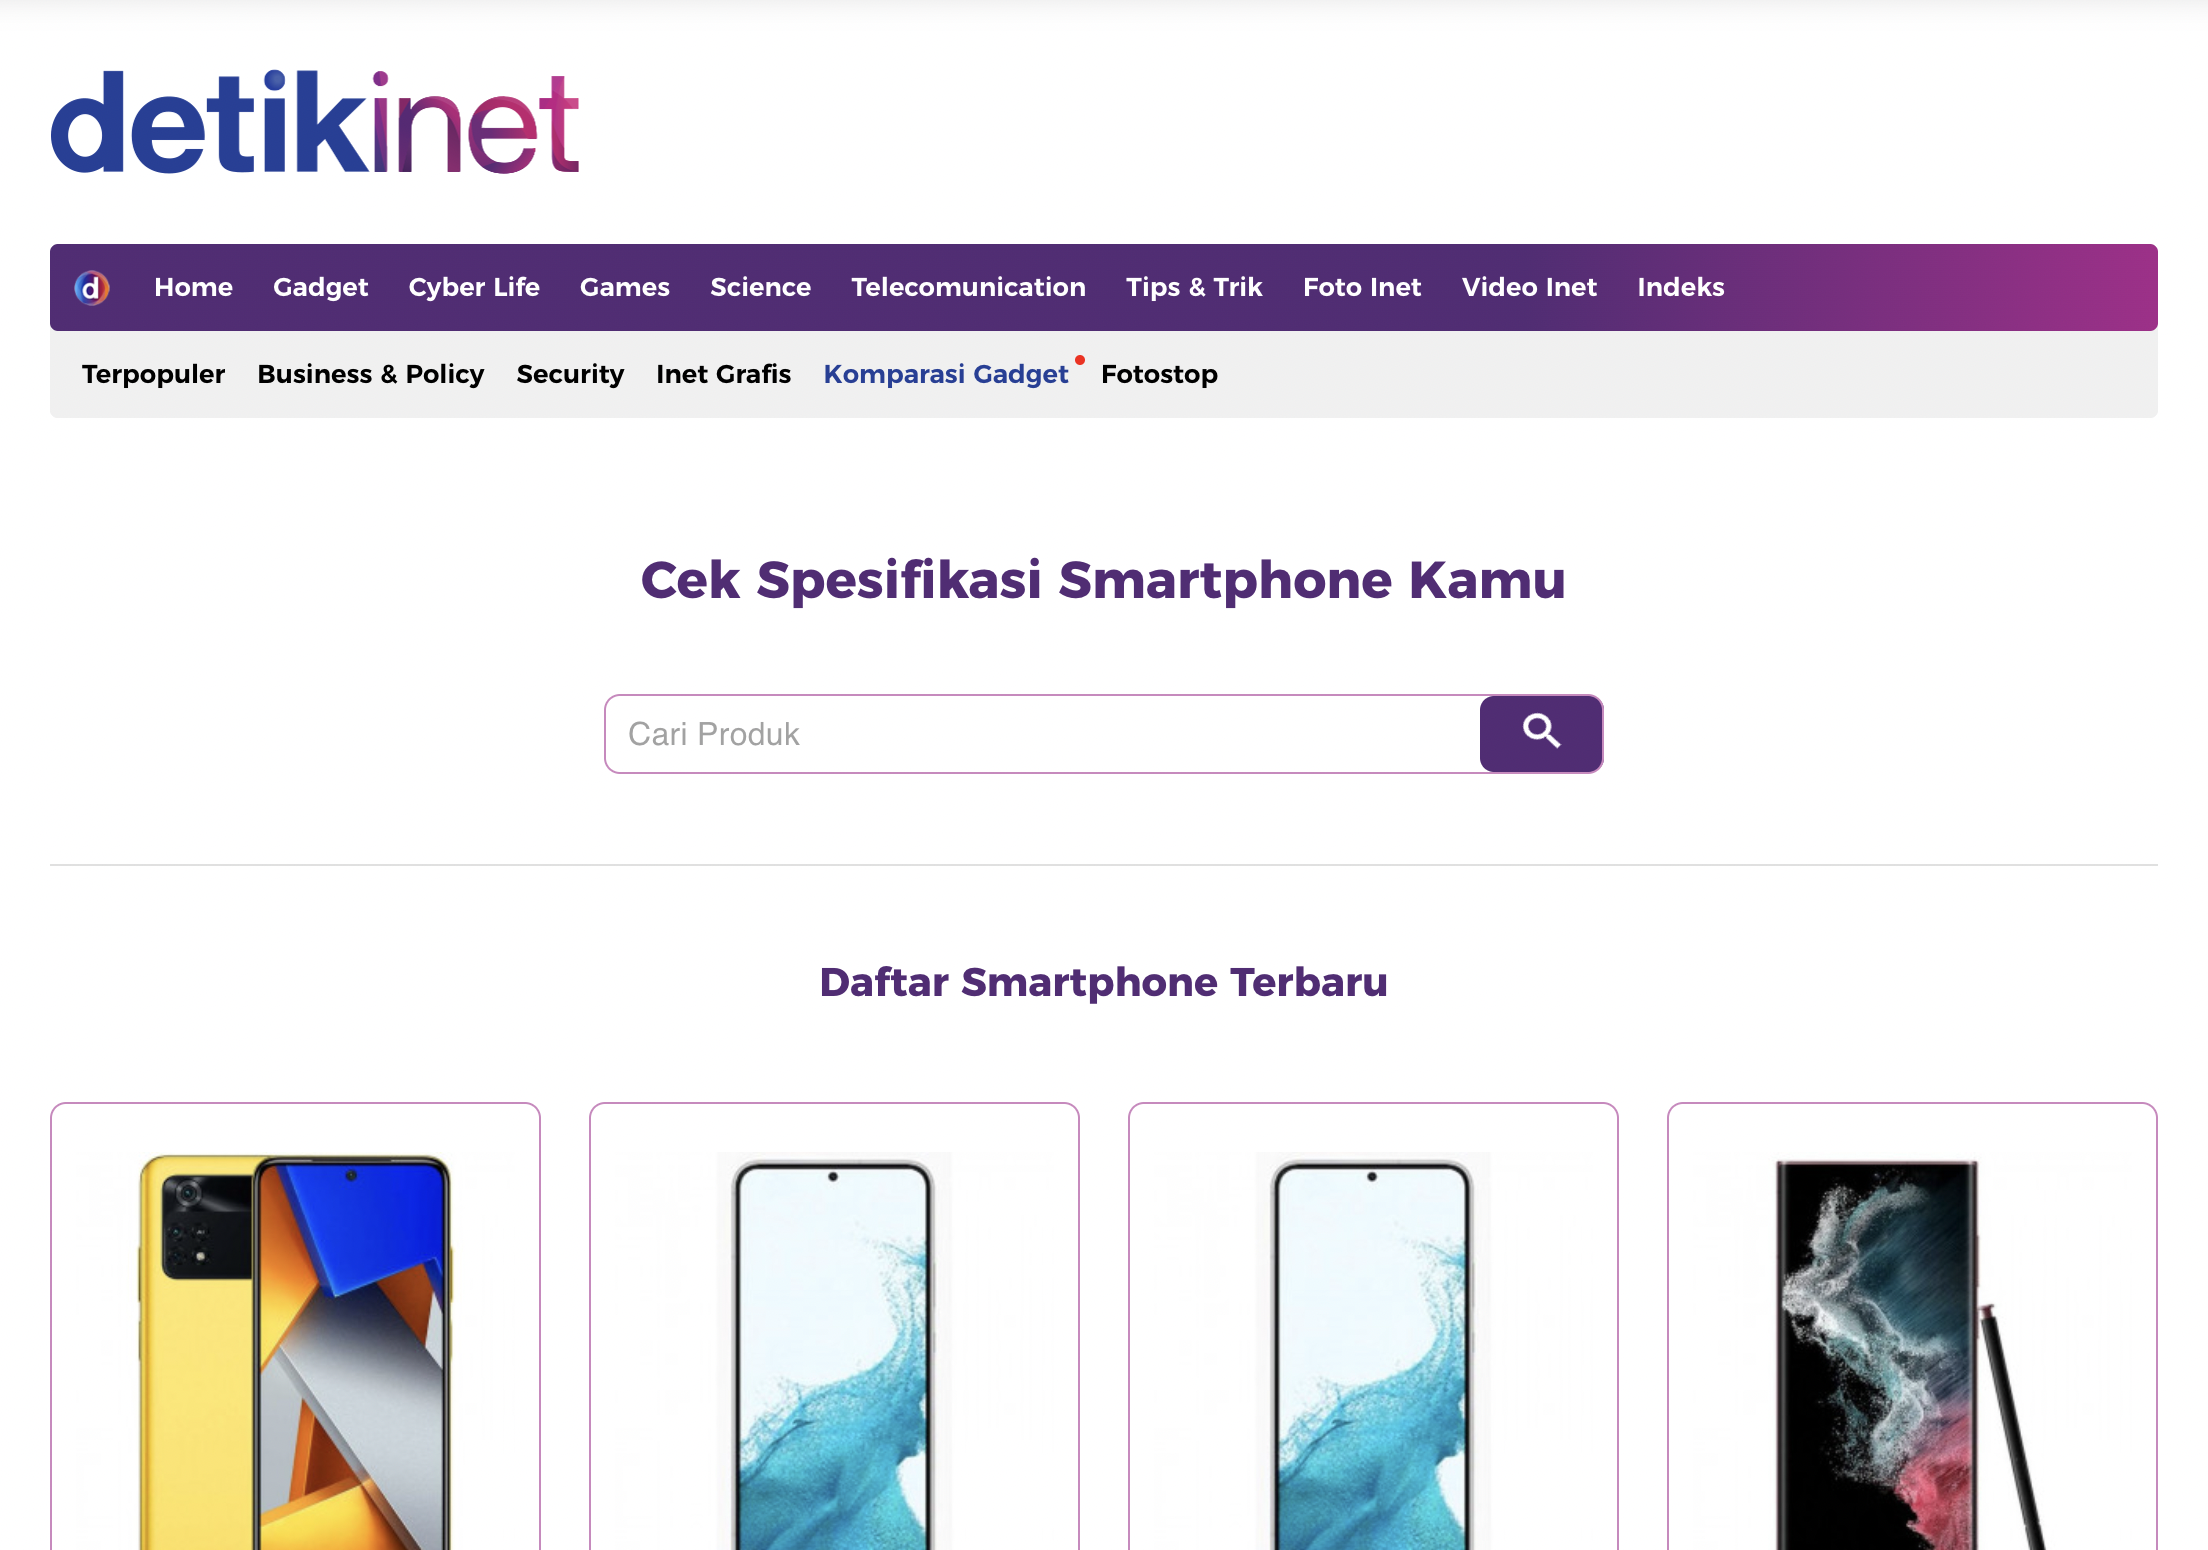 detikinet
d Home Gadget Cyber Life Games Science Telecomunication Tips & Trik Foto Inet Video Inet Indeks
Terpopuler Business & Policy Security Inet Grafis Komparasi Gadget Fotostop
Cek Spesifikasi Smartphone Kamu
Cari Produk
Daftar Smartphone Terbaru